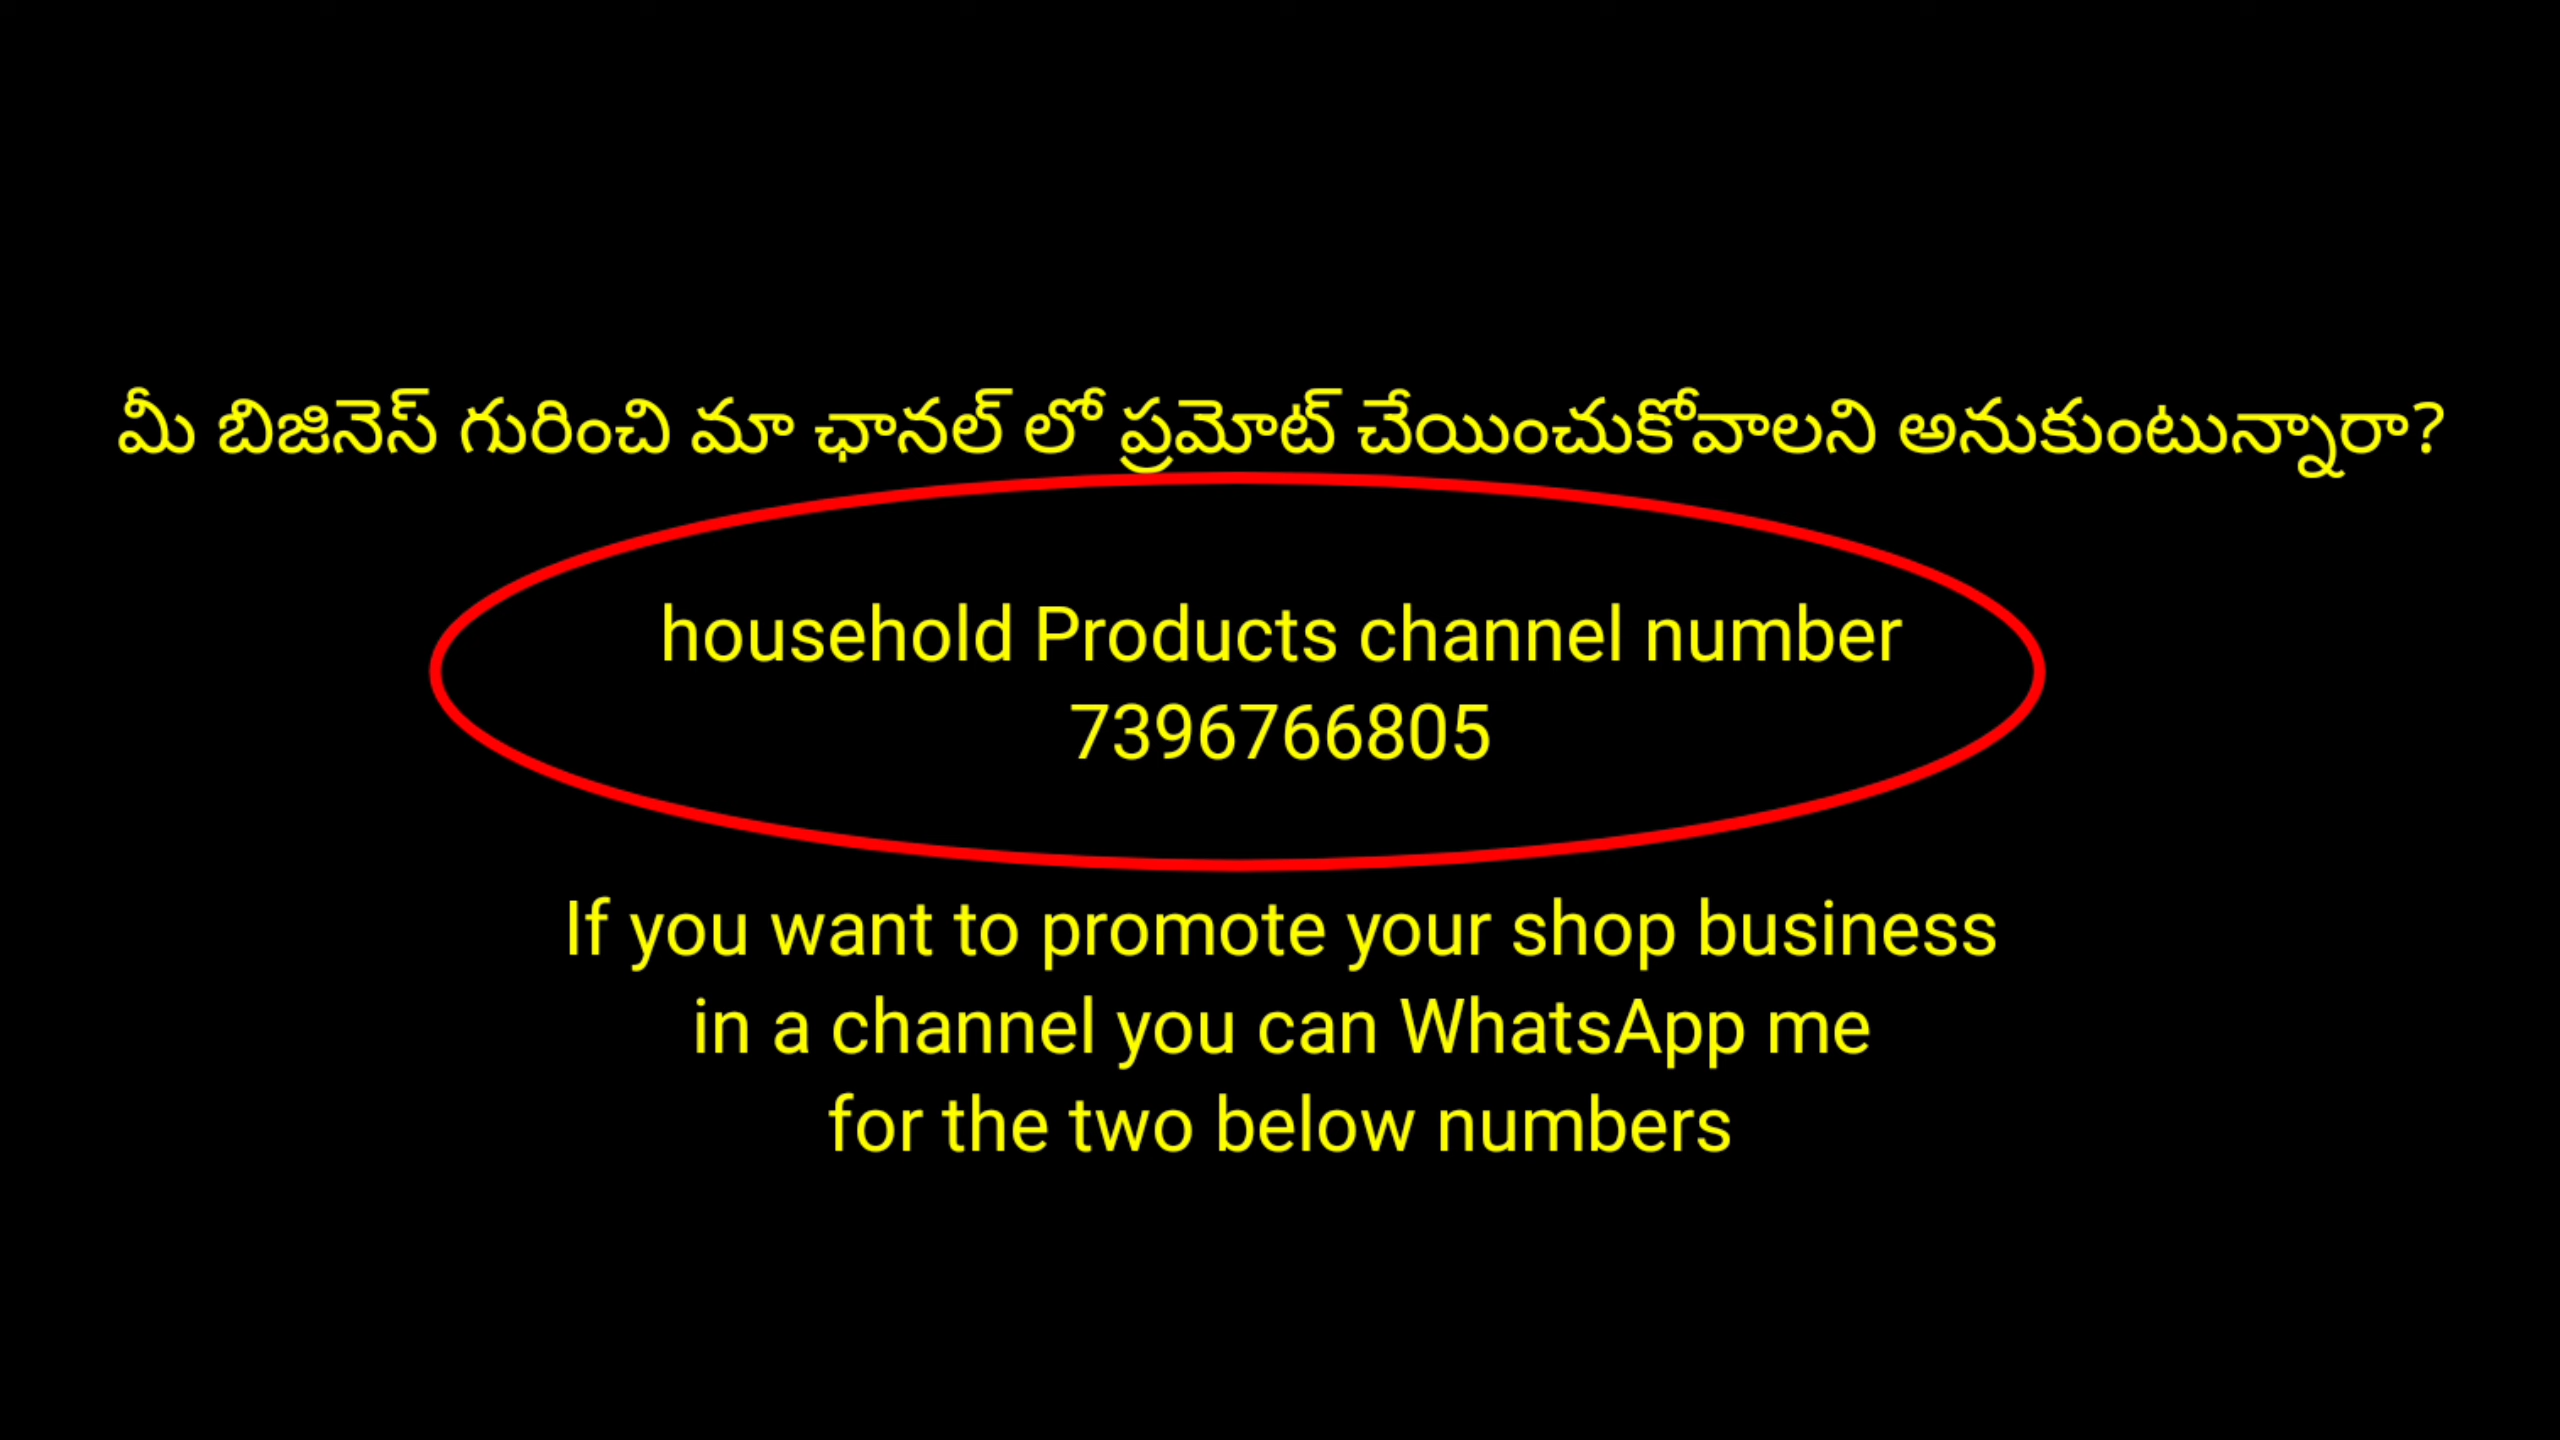 మీ బిజినెస్ గురించి మా ఛానల్ లో ప్రమోట్ చేయించుకోవాలని అనుకుంటున్నారా?
household Products channel number
7396766805
If you want to promote your shop business
in a channel you can WhatsApp me
for the two below numbers